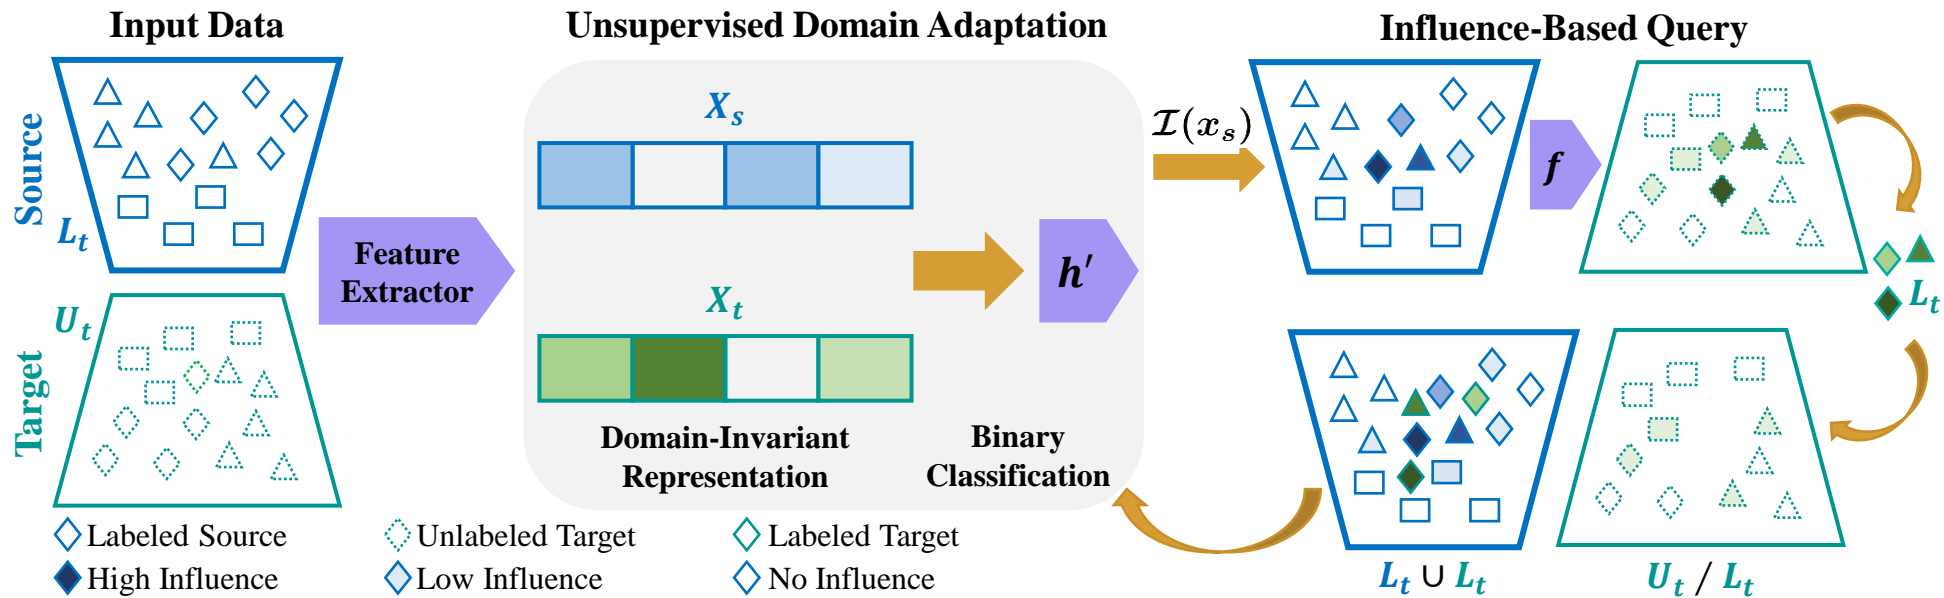 Input Data
Unsupervised Domain Adaptation
Influence-Based Query
Source
L_t
Target
U_t
Feature
Extractor
X_s
X_t
h′
Domain-Invariant
Representation
Binary
Classification
𝓘(x_s)
f
L_t
L_t ∪ L_t
U_t / L_t
Labeled Source
Unlabeled Target
Labeled Target
High Influence
Low Influence
No Influence